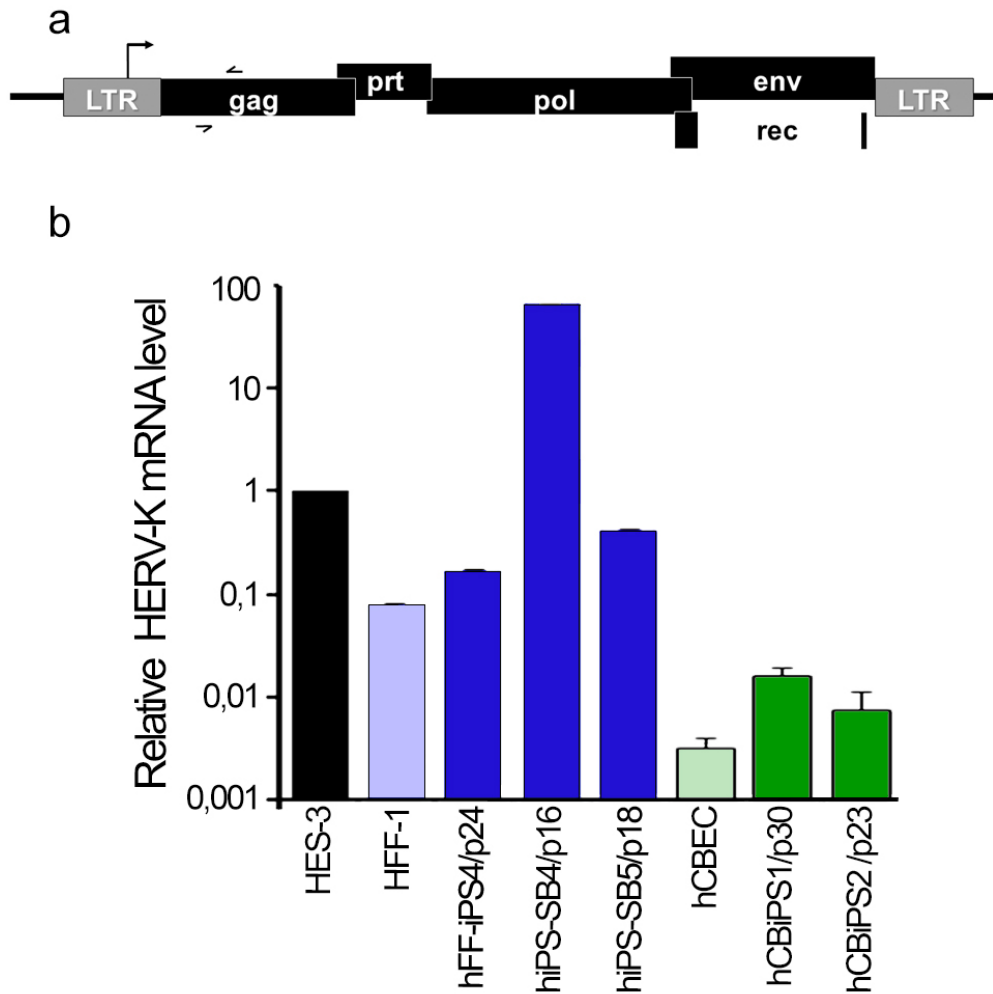 a
LTR gag prt pol env rec LTR
b
Relative HERV-K mRNA level
100
10
1
0,1
0,01
0,001
HES-3
HFF-1
hFF-iPS4/p24
hiPS-SB4/p16
hiPS-SB5/p18
hCBEC
hCBiPS1/p30
hCBiPS2 /p23